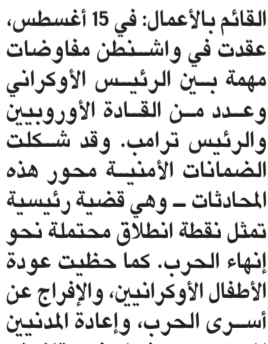 القائم بالأعمال: في 15 أغسطس،
عقدت في واشنطن مفاوضات
مهمة بين الرئيس الأوكراني
وعدد من القادة الأوروبيين
والرئيس ترامب. وقد شكلت
الضمانات الأمنية محور هذه
المحادثات ــ وهي قضية رئيسية
تمثل نقطة انطلاق محتملة نحو
إنهاء الحرب. كما حظيت عودة
الأطفال الأوكرانيين، والإفراج عن
أسرى الحرب، وإعادة المدنيين